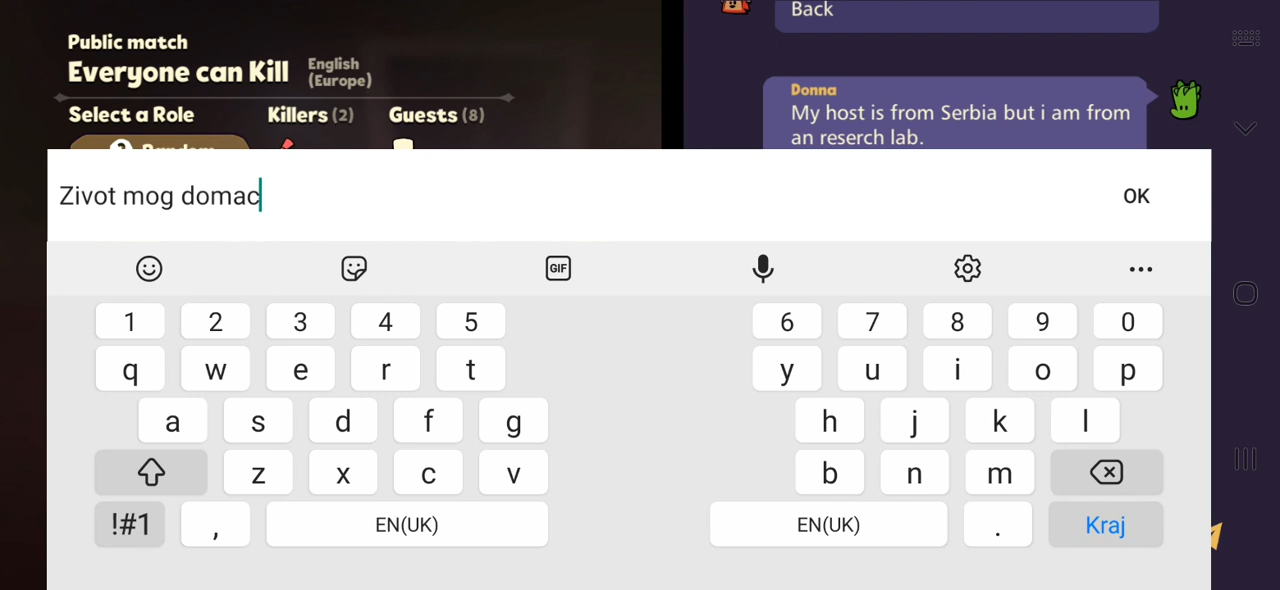 Back
Public match
Everyone can Kill
English
(Europe)
Select a Role
Killers (2)
Guests (8)
Donna
My host is from Serbia but i am from
an reserch lab.
Zivot mog domac
OK
GIF
1 2 3 4 5 6 7 8 9 0
q w e r t y u i o p
a s d f g h j k l
z x c v b n m
!#1 , EN(UK) EN(UK) . Kraj